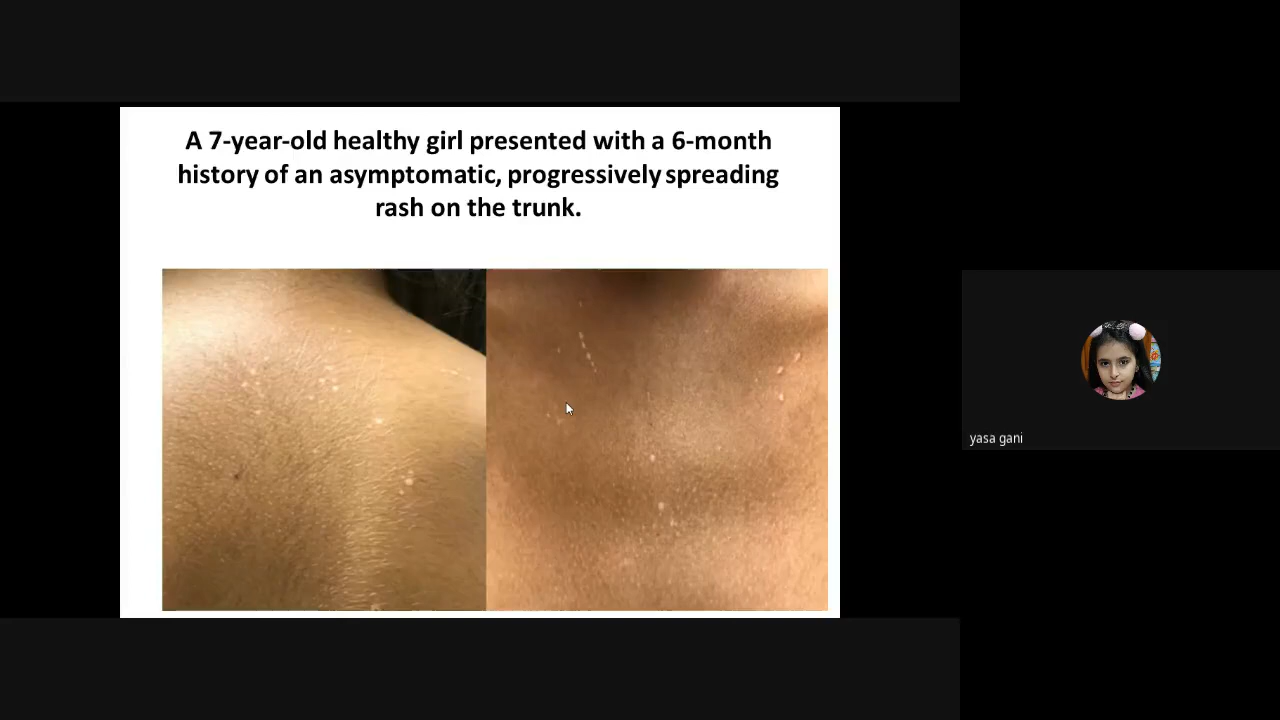 A 7-year-old healthy girl presented with a 6-month
history of an asymptomatic, progressively spreading
rash on the trunk.
yasa gani